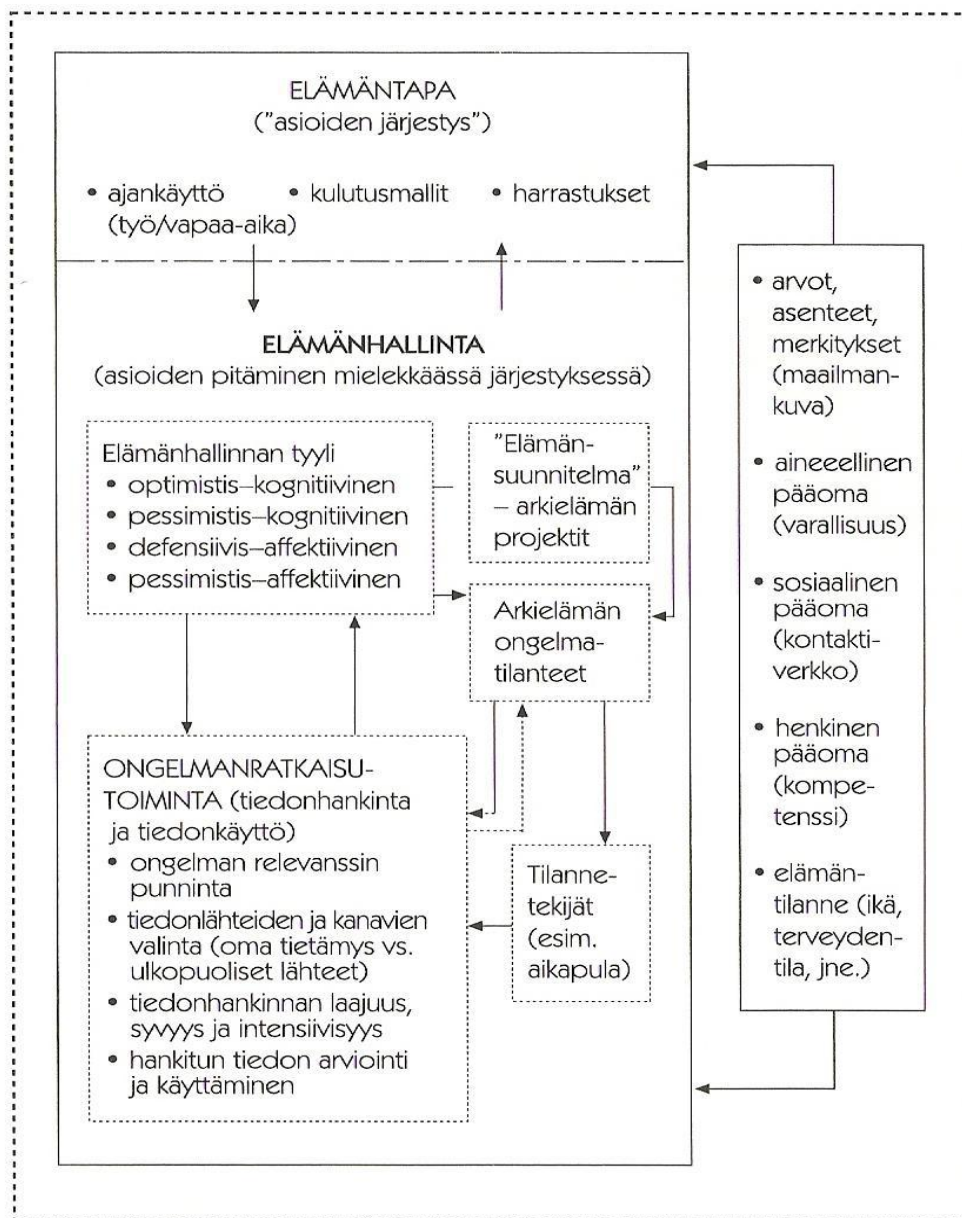 ELÄMÄNTAPA
("asioiden järjestys")
• ajankäyttö
(työ/vapaa-aika)
• kulutusmallit
• harrastukset
ELÄMÄNHALLINTA
(asioiden pitäminen mielekkäässä järjestyksessä)
Elämänhallinnan tyyli
• optimistis–kognitiivinen
• pessimistis–kognitiivinen
• defensiivis–affektiivinen
• pessimistis–affektiivinen
"Elämän-
suunnitelma"
– arkielämän
projektit
Arkielämän
ongelma-
tilanteet
ONGELMANRATKAISU-
TOIMINTA (tiedonhankinta
ja tiedonkäyttö)
• ongelman relevanssin
punninta
• tiedonlähteiden ja kanavien
valinta (oma tietämys vs.
ulkopuoliset lähteet)
• tiedonhankinnan laajuus,
syvyys ja intensiivisyys
• hankitun tiedon arviointi
ja käyttäminen
Tilanne-
tekijät
(esim.
aikapula)
• arvot,
asenteet,
merkitykset
(maailman-
kuva)
• aineeellinen
pääoma
(varallisuus)
• sosiaalinen
pääoma
(kontakti-
verkko)
• henkinen
pääoma
(kompe-
tenssi)
• elämän-
tilanne (ikä,
terveyden-
tila, jne.)